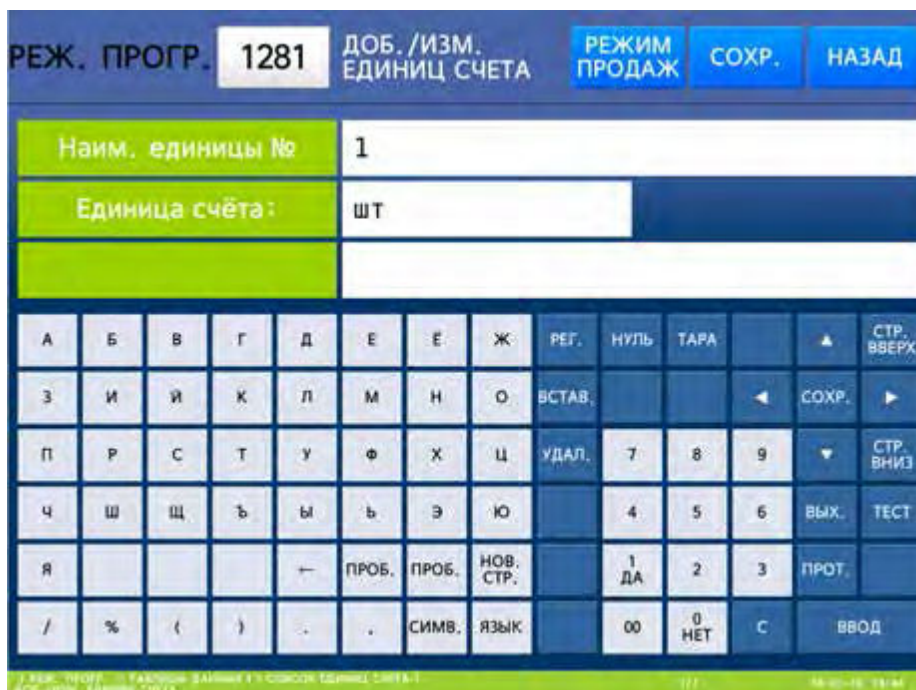 РЕЖ. ПРОГР. 1281 ДОБ./ИЗМ. ЕДИНИЦ СЧЕТА РЕЖИМ ПРОДАЖ СОХР. НАЗАД
Наим. единицы № 1
Единица счёта: шт
А Б В Г Д Е Ё Ж РЕГ. НУЛЬ ТАРА ▲ СТР. ВВЕРХ
З И Й К Л М Н О ВСТАВ. ◄ СОХР. ►
П Р С Т У Ф Х Ц УДАЛ. 7 8 9 ▼ СТР. ВНИЗ
Ч Ш Щ Ъ Ы Ь Э Ю 4 5 6 ВЫХ. ТЕСТ
Я ← ПРОБ. ПРОБ. НОВ. СТР. 1 ДА 2 3 ПРОТ.
/ % ( ) . , СИМВ. ЯЗЫК 00 0 НЕТ С ВВОД